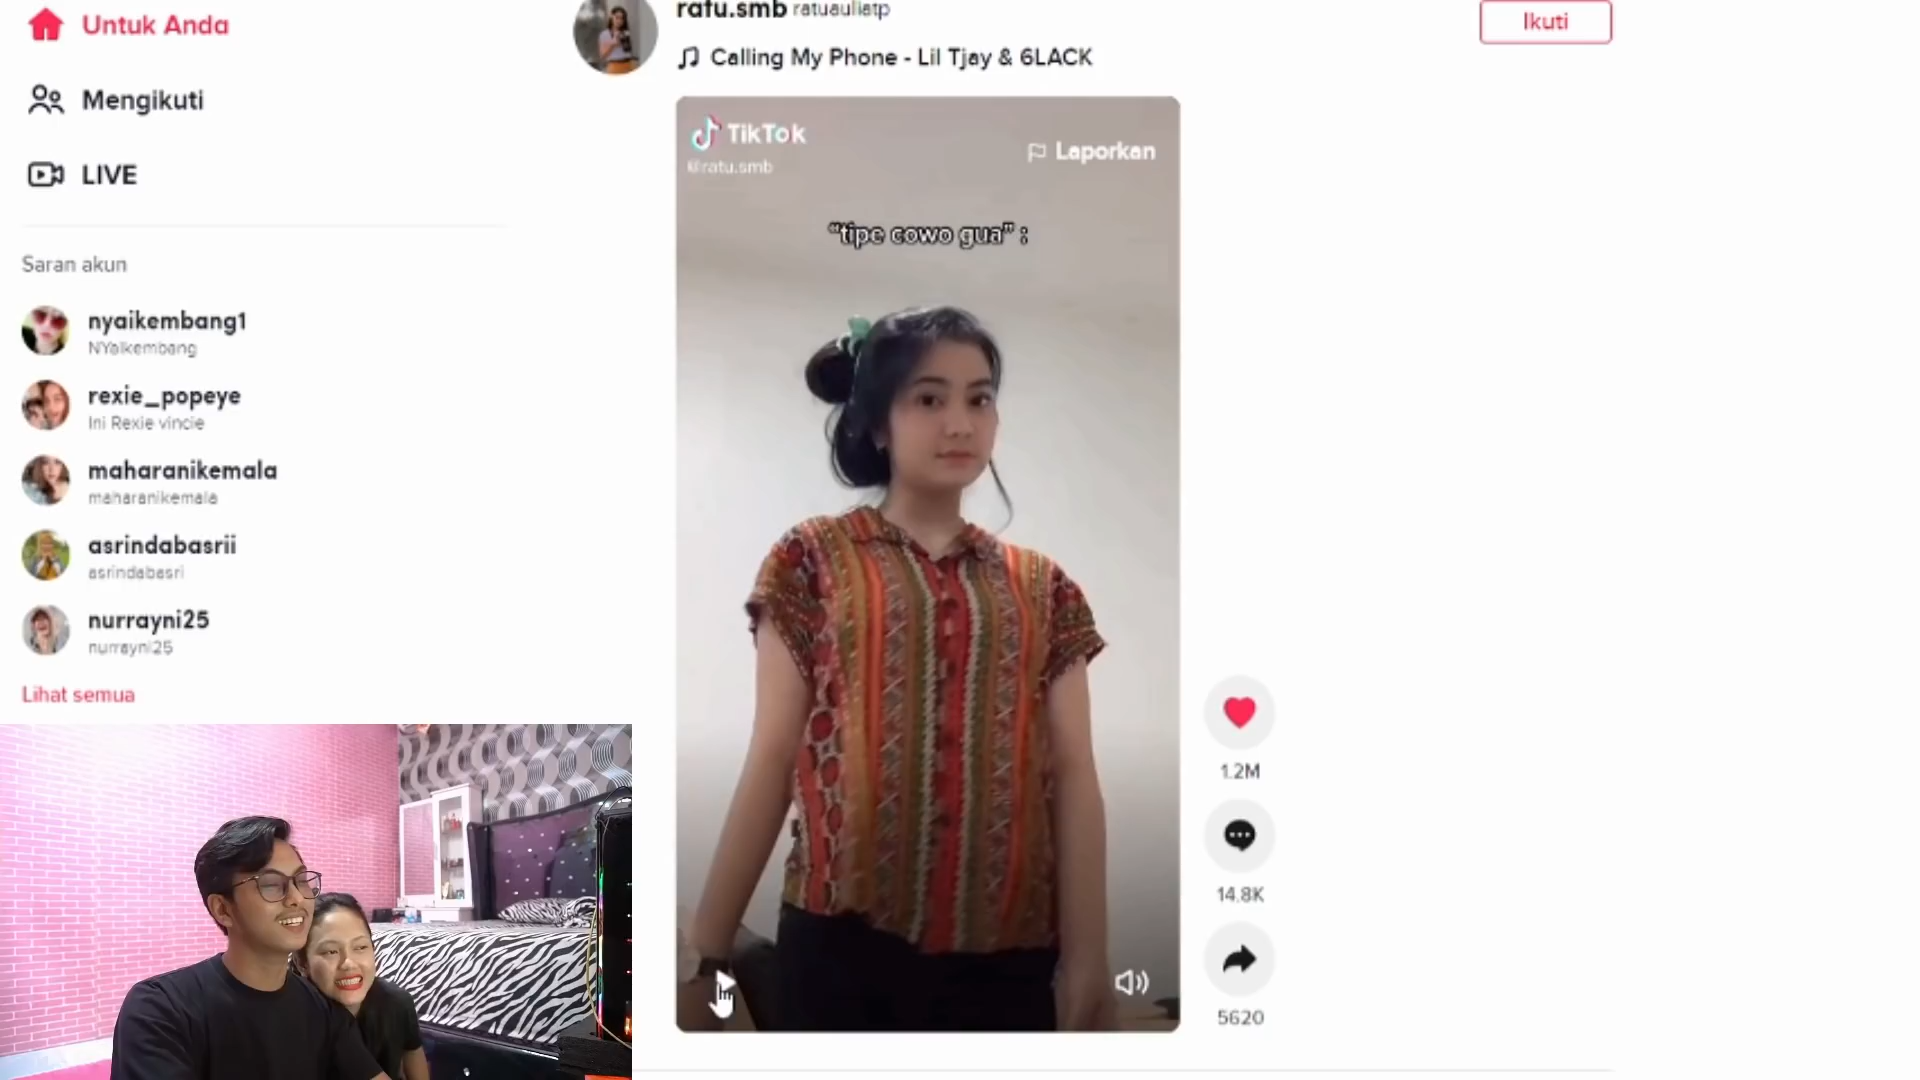 Untuk Anda
Mengikuti
LIVE
Saran akun
nyaikembang1
NYaikembang
rexie_popeye
Ini Rexie vincie
maharanikemala
maharanikemala
asrindabasrii
asrindabasri
nurrayni25
nurrayni25
Lihat semua
ratu.smb ratuauliatp
Calling My Phone - Lil Tjay & 6LACK
Ikuti
TikTok
@ratu.smb
Laporkan
"tipe cowo gua" :
1.2M
14.8K
5620